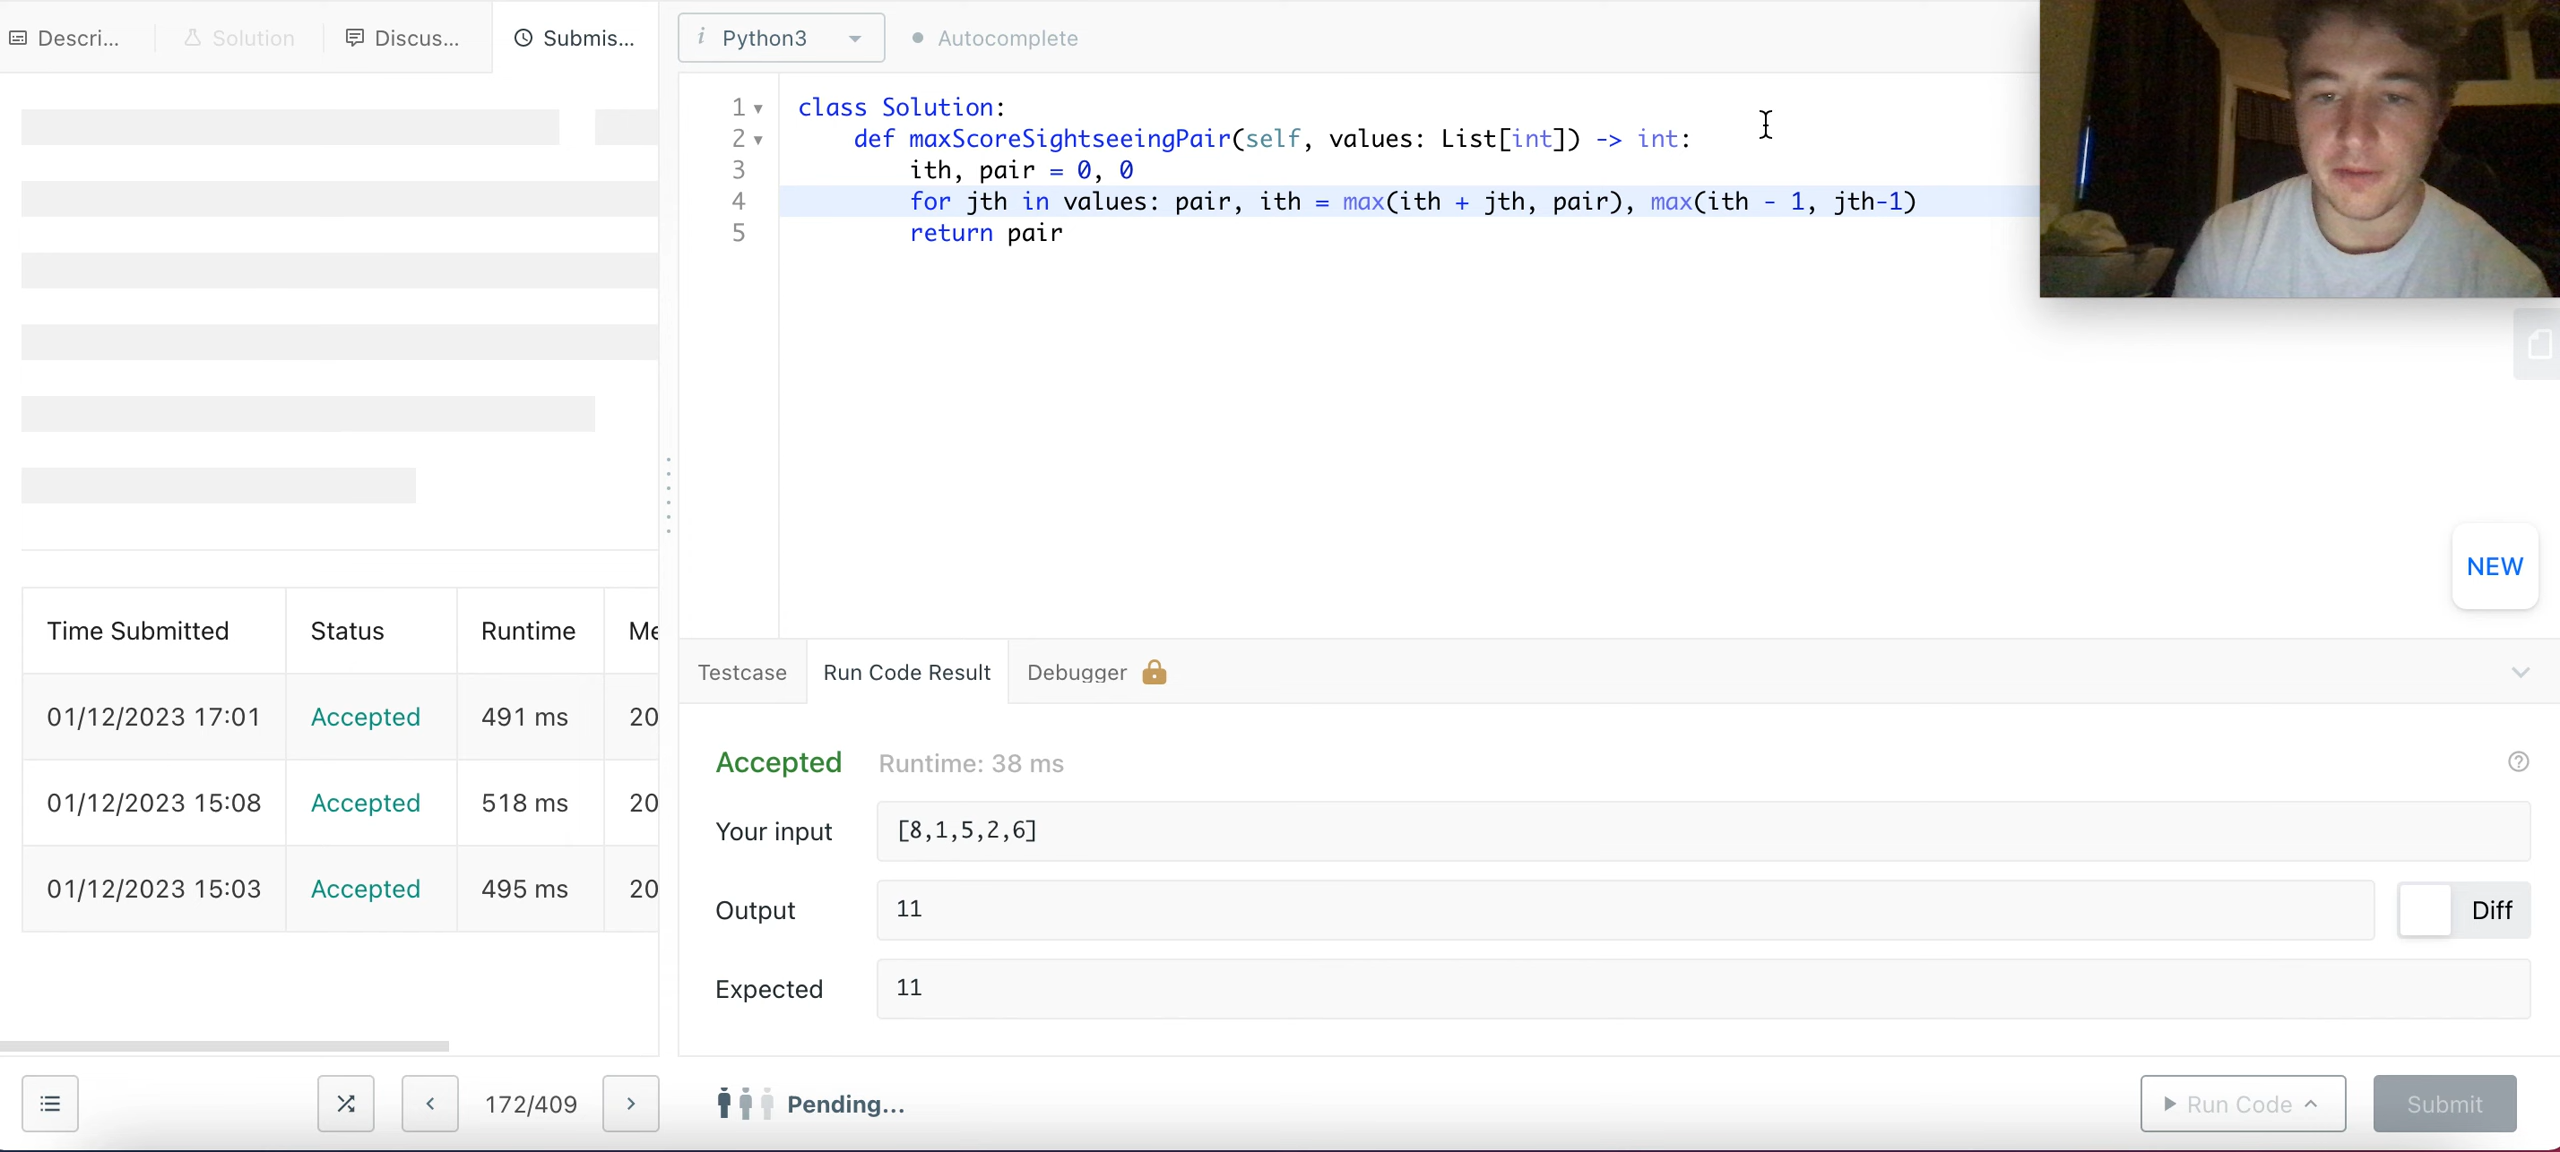 Descri...
Solution
Discus...
Submis...
i Python3
Autocomplete
1 class Solution:
2 def maxScoreSightseeingPair(self, values: List[int]) -> int:
3 ith, pair = 0, 0
4 for jth in values: pair, ith = max(ith + jth, pair), max(ith - 1, jth-1)
5 return pair
NEW
Time Submitted Status Runtime Me
01/12/2023 17:01 Accepted 491 ms 20
01/12/2023 15:08 Accepted 518 ms 20
01/12/2023 15:03 Accepted 495 ms 20
Testcase
Run Code Result
Debugger
Accepted Runtime: 38 ms
Your input [8,1,5,2,6]
Output 11
Diff
Expected 11
172/409
Pending...
Run Code
Submit